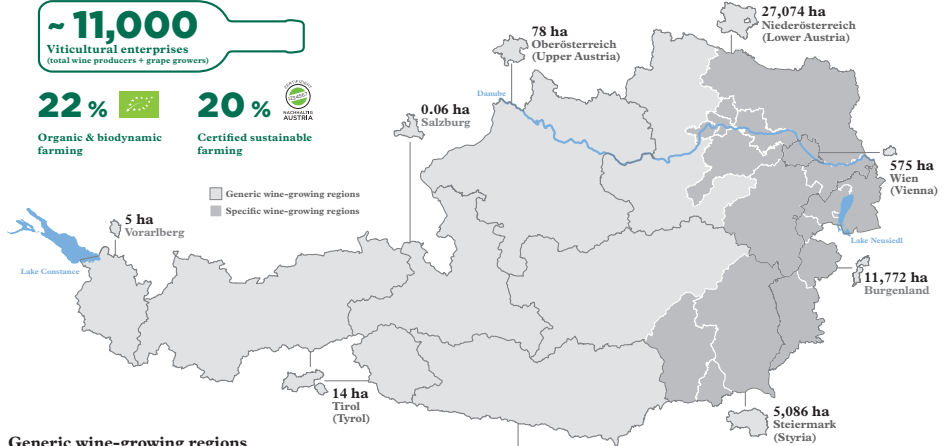 ~ 11,000
Viticultural enterprises
(total wine producers + grape growers)
22 %
Organic & biodynamic
farming
20 %
Certified sustainable
farming
CERTIFIED
NACHHALTIG
AUSTRIA
Generic wine-growing regions
Specific wine-growing regions
27,074 ha
Niederösterreich
(Lower Austria)
78 ha
Oberösterreich
(Upper Austria)
Danube
0.06 ha
Salzburg
575 ha
Wien
(Vienna)
5 ha
Vorarlberg
Lake Constance
Lake Neusiedl
11,772 ha
Burgenland
14 ha
Tirol
(Tyrol)
5,086 ha
Steiermark
(Styria)
Generic wine-growing regions